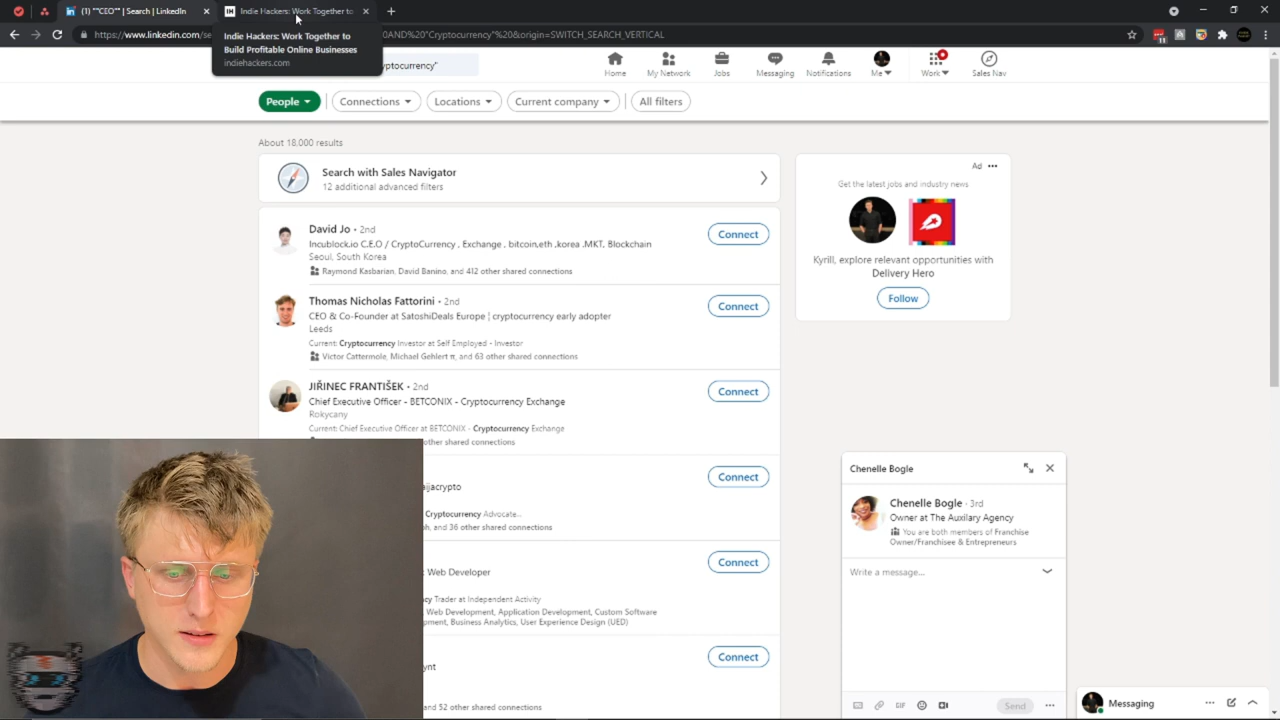 (1) ""CEO"" | Search | LinkedIn
Indie Hackers: Work Together to
https://www.linkedin.com/se
0AND%20"Cryptocurrency"%20&origin=SWITCH_SEARCH_VERTICAL
11
Indie Hackers: Work Together to
Build Profitable Online Businesses
indiehackers.com
yptocurrency"
Home
My Network
Jobs
Messaging
Notifications
Me
Work
Sales Nav
People
Connections
Locations
Current company
All filters
About 18,000 results
Search with Sales Navigator
12 additional advanced filters
David Jo • 2nd
Incublock.io C.E.O / CryptoCurrency , Exchange , bitcoin,eth ,korea .MKT, Blockchain
Seoul, South Korea
Raymond Kasbarian, David Banino, and 412 other shared connections
Connect
Thomas Nicholas Fattorini • 2nd
CEO & Co-Founder at SatoshiDeals Europe | cryptocurrency early adopter
Leeds
Current: Cryptocurrency Investor at Self Employed - Investor
Victor Cattermole, Michael Gehlert π, and 63 other shared connections
Connect
JIŘINEC FRANTIŠEK • 2nd
Chief Executive Officer - BETCONIX - Cryptocurrency Exchange
Rokycany
Current: Chief Executive Officer at BETCONIX - Cryptocurrency Exchange
other shared connections
Connect
aijacrypto
Cryptocurrency Advocate...
ph, and 36 other shared connections
Connect
Web Developer
cy Trader at Independent Activity
Web Development, Application Development, Custom Software
pment, Business Analytics, User Experience Design (UED)
Connect
ynt
and 52 other shared connections
Connect
Ad
Get the latest jobs and industry news
Kyrill, explore relevant opportunities with
Delivery Hero
Follow
Chenelle Bogle
Chenelle Bogle · 3rd
Owner at The Auxilary Agency
You are both members of Franchise
Owner/Franchisee & Entrepreneurs
Write a message...
GIF
Send
Messaging